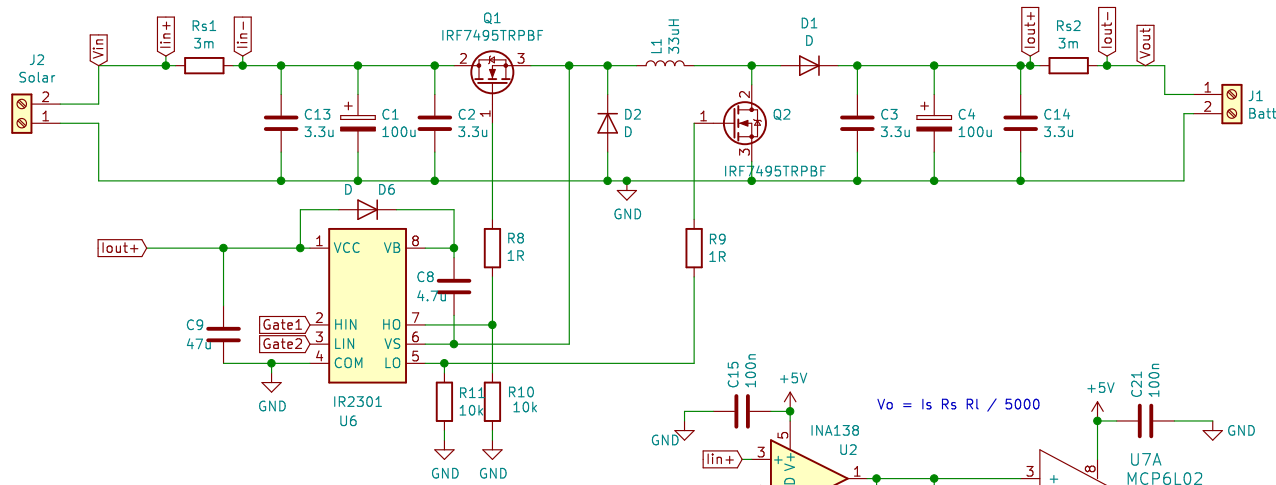 Q1
IRF7495TRPBF
Iin+
Rs1
3m
Iin-
Vin
J2
Solar
2
1
2
3
1
C13
3.3u
+
C1
100u
C2
3.3u
L1
33uH
D1
D
D2
D
2
1
3
Q2
IRF7495TRPBF
GND
Iout+
Rs2
3m
Iout-
Vout
C3
3.3u
+
C4
100u
C14
3.3u
1
2
J1
Batt
D D6
Iout+
1 VCC
VB 8
C8
4.7u
R8
1R
R9
1R
C9
47u
Gate1 2 HIN
Gate2 3 LIN
4 COM
HO 7
VS 6
LO 5
GND
IR2301
U6
R11
10k
R10
10k
GND
GND
C15
100n
+5V
GND
Vo = Is Rs Rl / 5000
INA138
U2
5
V+
Iin+ 3
+
1
+5V
C21
100n
GND
8
3
+
U7A
MCP6L02